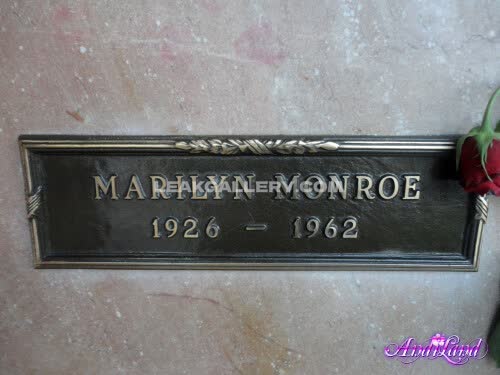 MARILYN MONROE
LEAKGALLERY.COM
1926 — 1962
AndiLand